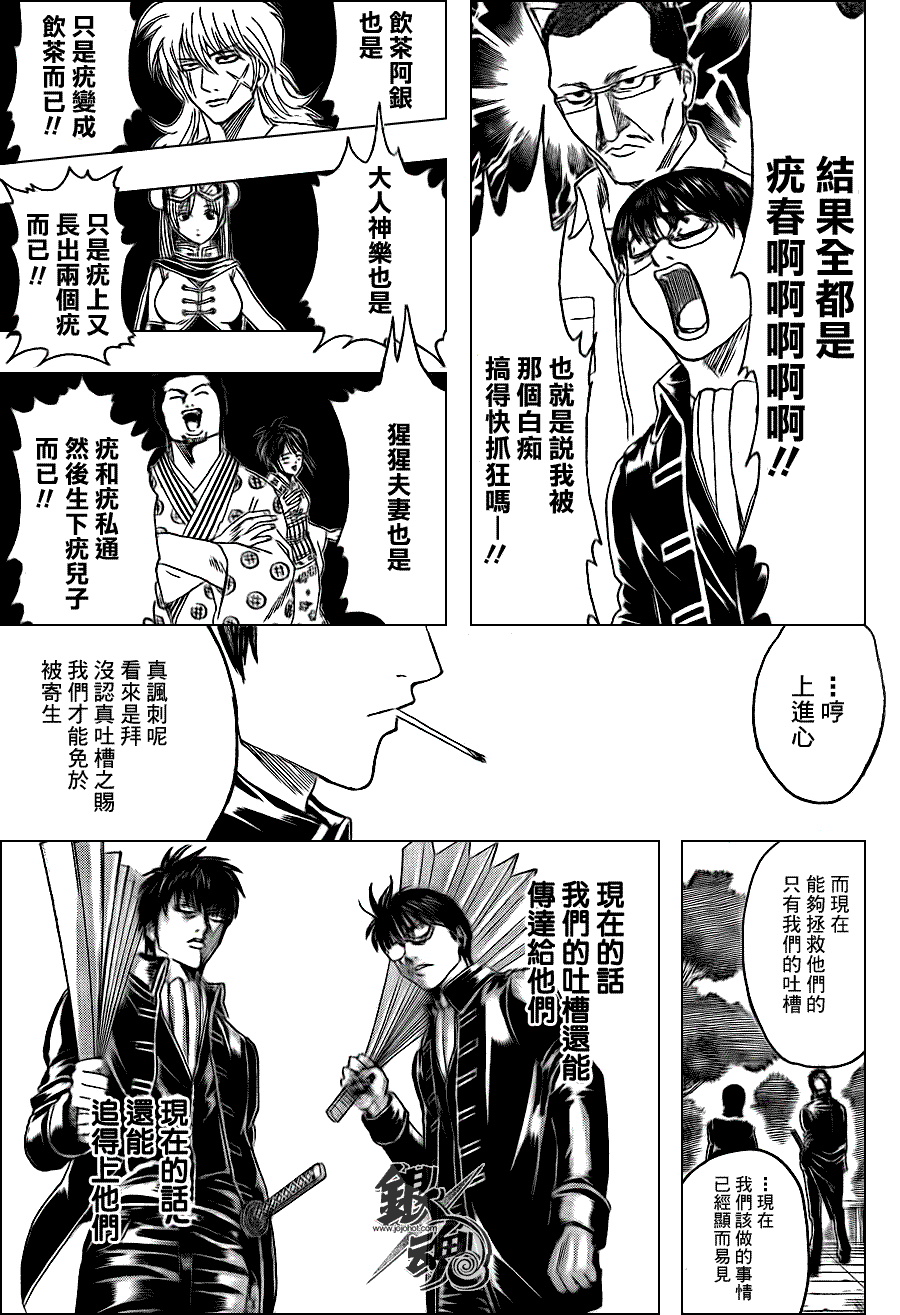 結果全都是
疣春啊啊啊啊啊!!
也就是説我被
那個白痴
搞得快抓狂嗎—!!
飲茶阿銀
也是
只是疣變成
飲茶而已!!
大人神樂也是
只是疣上又
長出兩個疣
而已!!
猩猩夫妻也是
疣和疣私通
然後生下疣兒子
而已!!
…哼
上進心
真諷刺呢
看來是拜
沒認真吐槽之賜
我們才能免於
被寄生
而現在
能夠拯救他們的
只有我們的吐槽
…現在
我們該做的事情
已經顯而易見
現在的話
我們的吐槽還能
傳達給他們
現在的話
還能
追得上他們
銀魂
www.jojohot.com